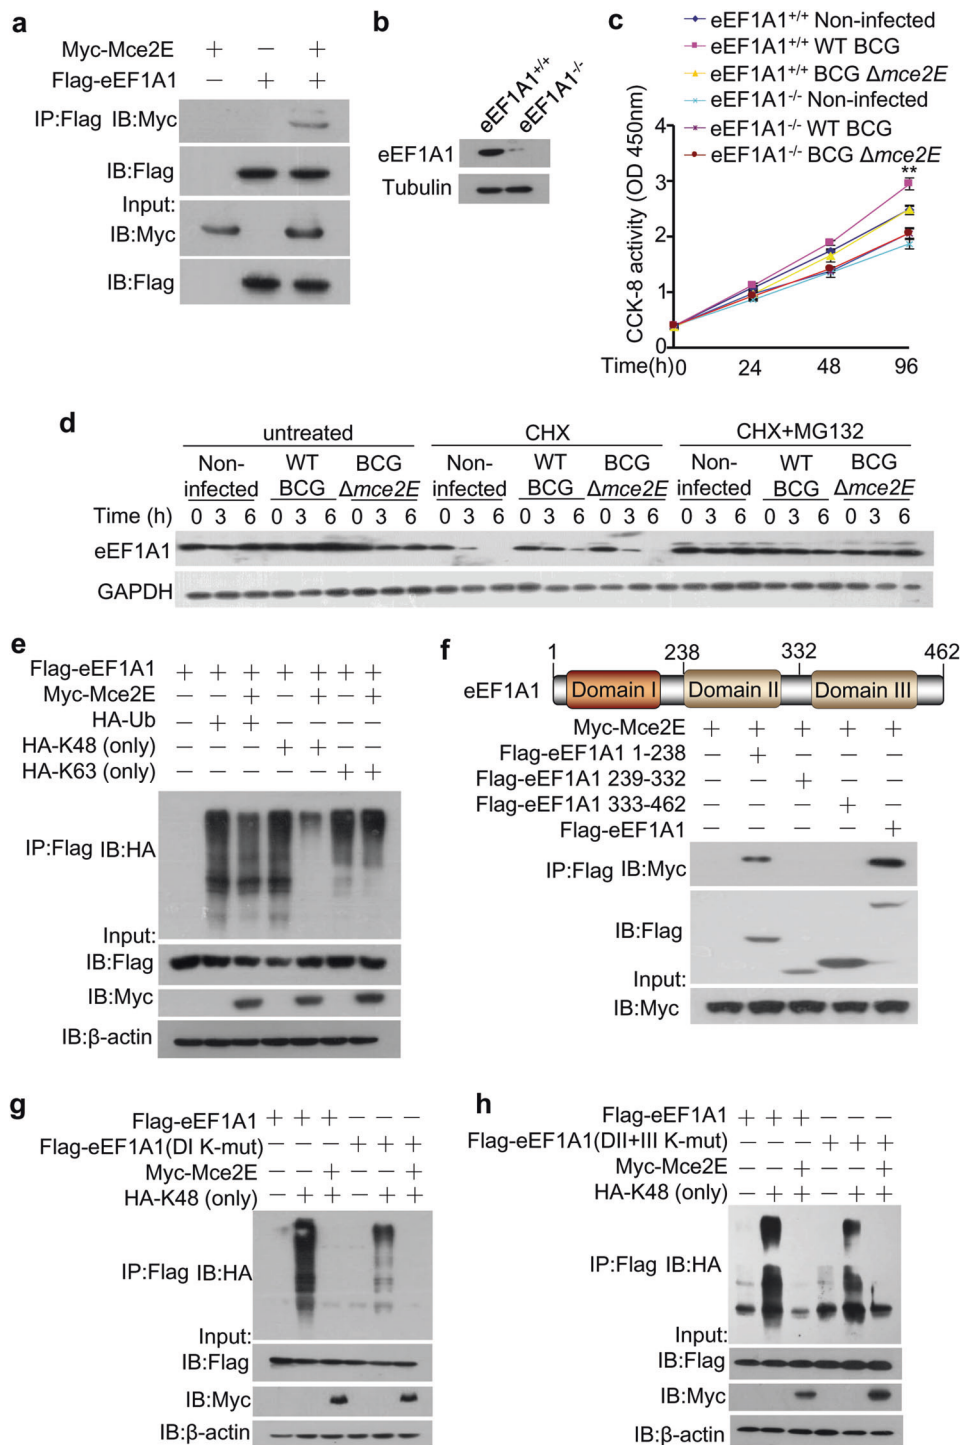 a
Myc-Mce2E + − +
Flag-eEF1A1 − + +
IP:Flag IB:Myc
IB:Flag
Input:
IB:Myc
IB:Flag
b
eEF1A1+/+
eEF1A1-/-
eEF1A1
Tubulin
c
eEF1A1+/+ Non-infected
eEF1A1+/+ WT BCG
eEF1A1+/+ BCG Δmce2E
eEF1A1-/- Non-infected
eEF1A1-/- WT BCG
eEF1A1-/- BCG Δmce2E
CCK-8 activity (OD 450nm)
4
3
2
1
0
**
Time(h) 0 24 48 96
d
untreated CHX CHX+MG132
Non-infected WT BCG BCG Δmce2E Non-infected WT BCG BCG Δmce2E Non-infected WT BCG BCG Δmce2E
Time (h) 0 3 6 0 3 6 0 3 6 0 3 6 0 3 6 0 3 6 0 3 6 0 3 6 0 3 6
eEF1A1
GAPDH
e
Flag-eEF1A1 + + + + + + +
Myc-Mce2E − − + − + − +
HA-Ub − + + − − − −
HA-K48 (only) − − − + + − −
HA-K63 (only) − − − − − + +
IP:Flag IB:HA
Input:
IB:Flag
IB:Myc
IB:β-actin
f
1 238 332 462
eEF1A1 Domain I Domain II Domain III
Myc-Mce2E + + + + +
Flag-eEF1A1 1-238 − + − − −
Flag-eEF1A1 239-332 − − + − −
Flag-eEF1A1 333-462 − − − + −
Flag-eEF1A1 − − − − +
IP:Flag IB:Myc
IB:Flag
Input:
IB:Myc
g
Flag-eEF1A1 + + + − − −
Flag-eEF1A1(DI K-mut) − − − + + +
Myc-Mce2E − − + − − +
HA-K48 (only) − + + − + +
IP:Flag IB:HA
Input:
IB:Flag
IB:Myc
IB:β-actin
h
Flag-eEF1A1 + + + − − −
Flag-eEF1A1(DII+III K-mut) − − − + + +
Myc-Mce2E − − + − − +
HA-K48 (only) − + + − + +
IP:Flag IB:HA
Input:
IB:Flag
IB:Myc
IB:β-actin